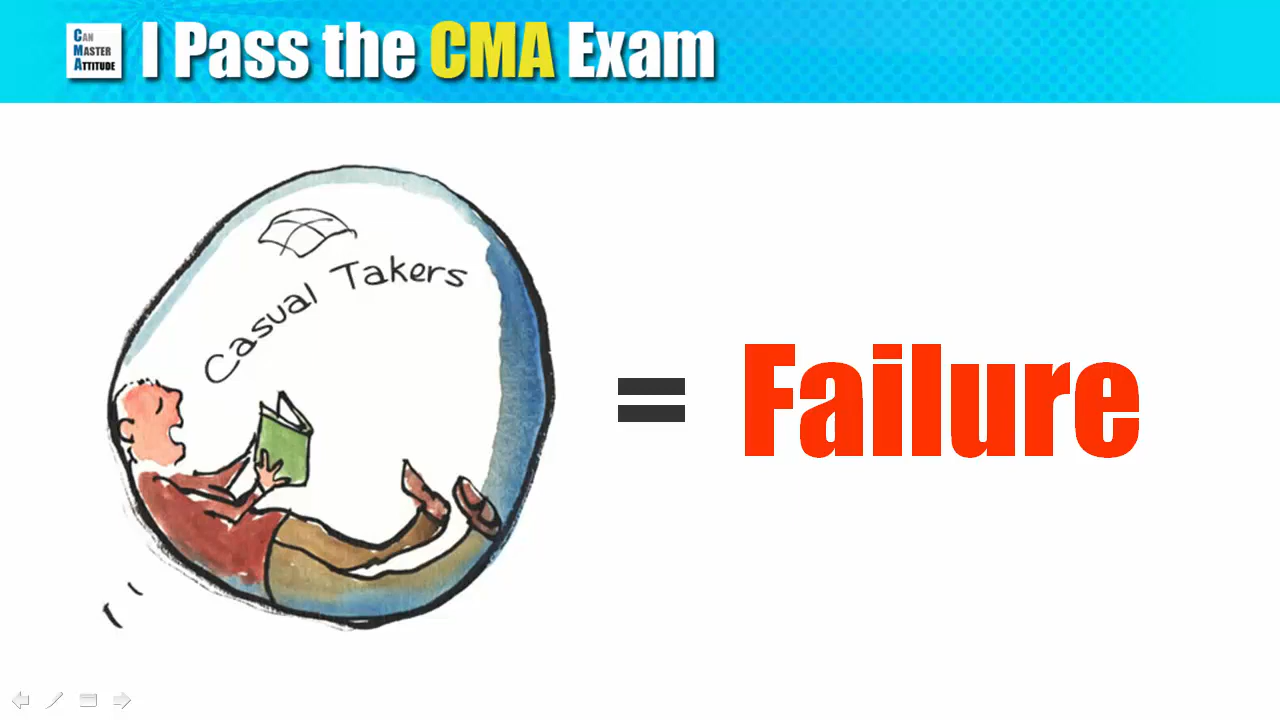 CAN
MASTER
ATTITUDE
I Pass the CMA Exam
Casual Takers
= Failure